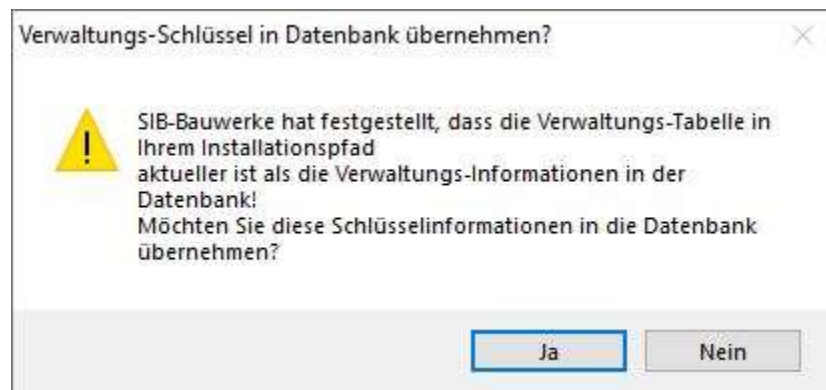 Verwaltungs-Schlüssel in Datenbank übernehmen?
SIB-Bauwerke hat festgestellt, dass die Verwaltungs-Tabelle in
Ihrem Installationspfad
aktueller ist als die Verwaltungs-Informationen in der
Datenbank!
Möchten Sie diese Schlüsselinformationen in die Datenbank
übernehmen?
Ja
Nein